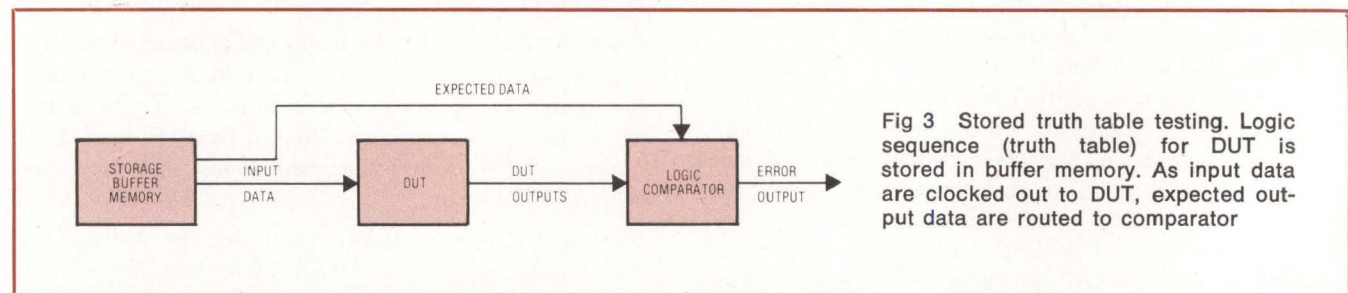 EXPECTED DATA
STORAGE
BUFFER
MEMORY
INPUT
DATA
DUT
DUT
OUTPUTS
LOGIC
COMPARATOR
ERROR
OUTPUT
Fig 3 Stored truth table testing. Logic
sequence (truth table) for DUT is
stored in buffer memory. As input data
are clocked out to DUT, expected out-
put data are routed to comparator